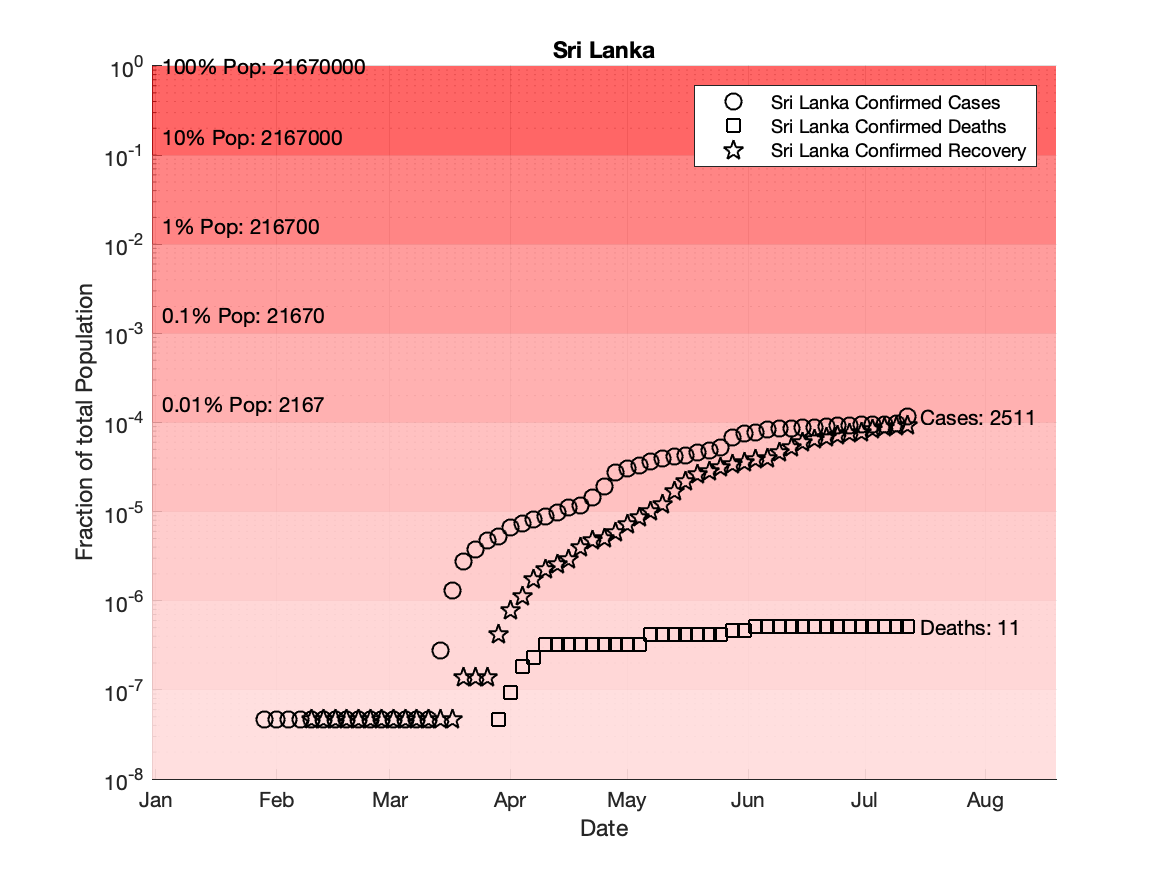 Sri Lanka
10^0
100% Pop: 21670000
Sri Lanka Confirmed Cases
Sri Lanka Confirmed Deaths
Sri Lanka Confirmed Recovery
10% Pop: 2167000
10^-1
1% Pop: 216700
10^-2
0.1% Pop: 21670
10^-3
0.01% Pop: 2167
10^-4
Cases: 2511
10^-5
10^-6
Deaths: 11
10^-7
10^-8
Fraction of total Population
Jan Feb Mar Apr May Jun Jul Aug
Date